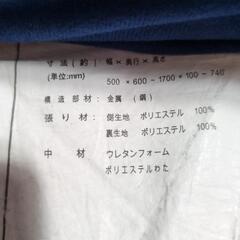 寸法(約) 幅×奥行×高さ
(単位:mm) 500×600~1700×100~740
構造部材: 金属(鋼)
張り材: 側生地 ポリエステル 100%
裏生地 ポリエステル 100%
中材 ウレタンフォーム
ポリエステルわた